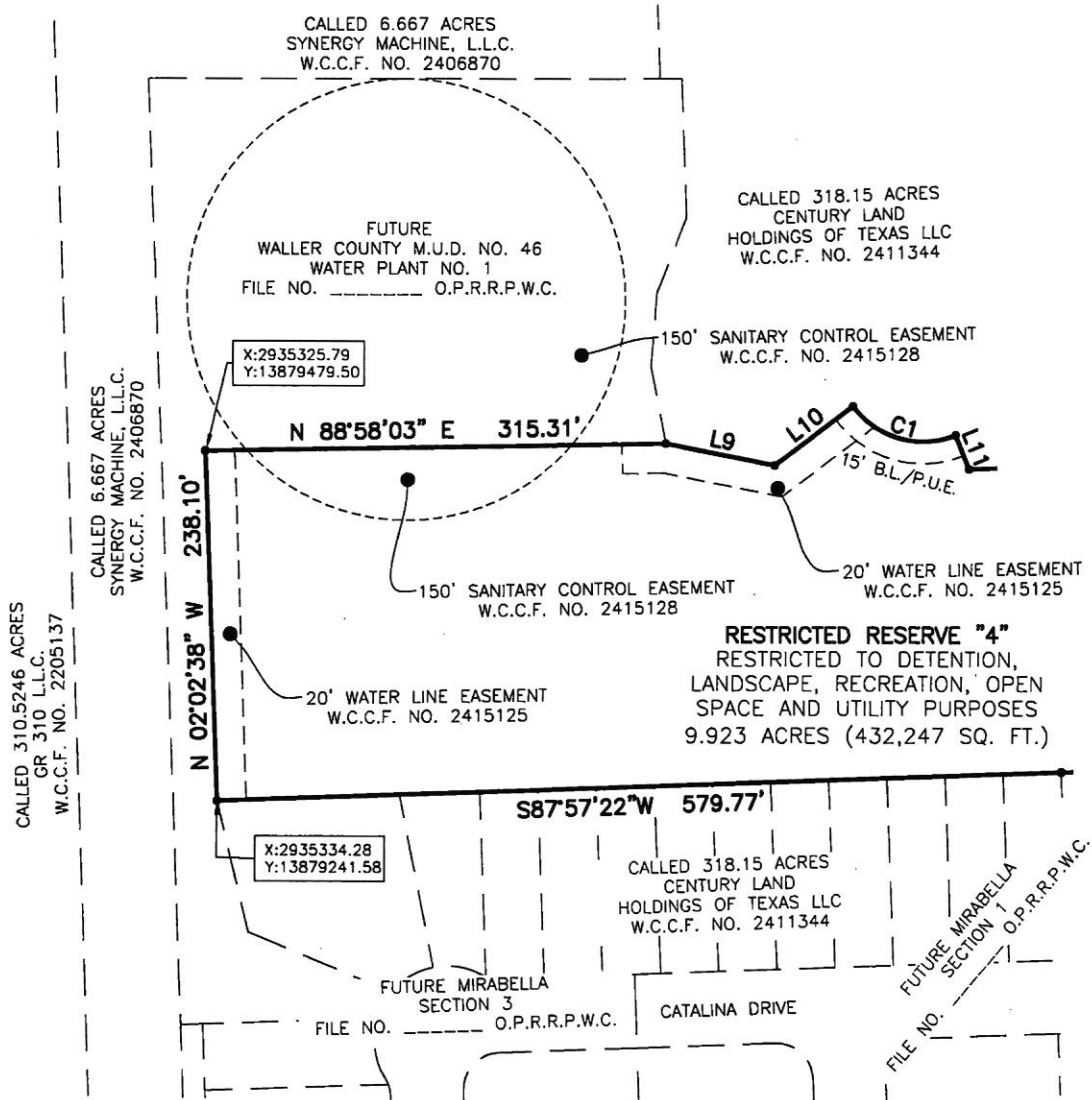 CALLED 6.667 ACRES
SYNERGY MACHINE, L.L.C.
W.C.C.F. NO. 2406870
CALLED 318.15 ACRES
CENTURY LAND
HOLDINGS OF TEXAS LLC
W.C.C.F. NO. 2411344
FUTURE
WALLER COUNTY M.U.D. NO. 46
WATER PLANT NO. 1
FILE NO. ______ O.P.R.R.P.W.C.
150' SANITARY CONTROL EASEMENT
W.C.C.F. NO. 2415128
X:2935325.79
Y:13879479.50
CALLED 6.667 ACRES
SYNERGY MACHINE, L.L.C.
W.C.C.F. NO. 2406870
N 88°58'03" E 315.31'
L9
L10
C1
L11
15' B.L./P.U.E.
N 02°02'38" W 238.10'
150' SANITARY CONTROL EASEMENT
W.C.C.F. NO. 2415128
20' WATER LINE EASEMENT
W.C.C.F. NO. 2415125
CALLED 310.5246 ACRES
GR 310 L.L.C.
W.C.C.F. NO. 2205137
20' WATER LINE EASEMENT
W.C.C.F. NO. 2415125
RESTRICTED RESERVE "4"
RESTRICTED TO DETENTION,
LANDSCAPE, RECREATION, OPEN
SPACE AND UTILITY PURPOSES
9.923 ACRES (432,247 SQ. FT.)
S87°57'22"W 579.77'
X:2935334.28
Y:13879241.58
CALLED 318.15 ACRES
CENTURY LAND
HOLDINGS OF TEXAS LLC
W.C.C.F. NO. 2411344
FUTURE MIRABELLA
SECTION 1
FILE NO. ______ O.P.R.R.P.W.C.
FUTURE MIRABELLA
SECTION 3
FILE NO. ______ O.P.R.R.P.W.C.
CATALINA DRIVE